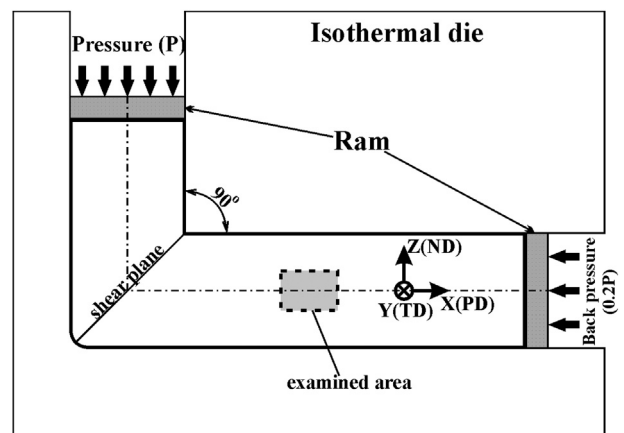 Pressure (P)
Isothermal die
Ram
90°
shear plane
Z(ND)
Y(TD)
X(PD)
Back pressure
(0.2P)
examined area